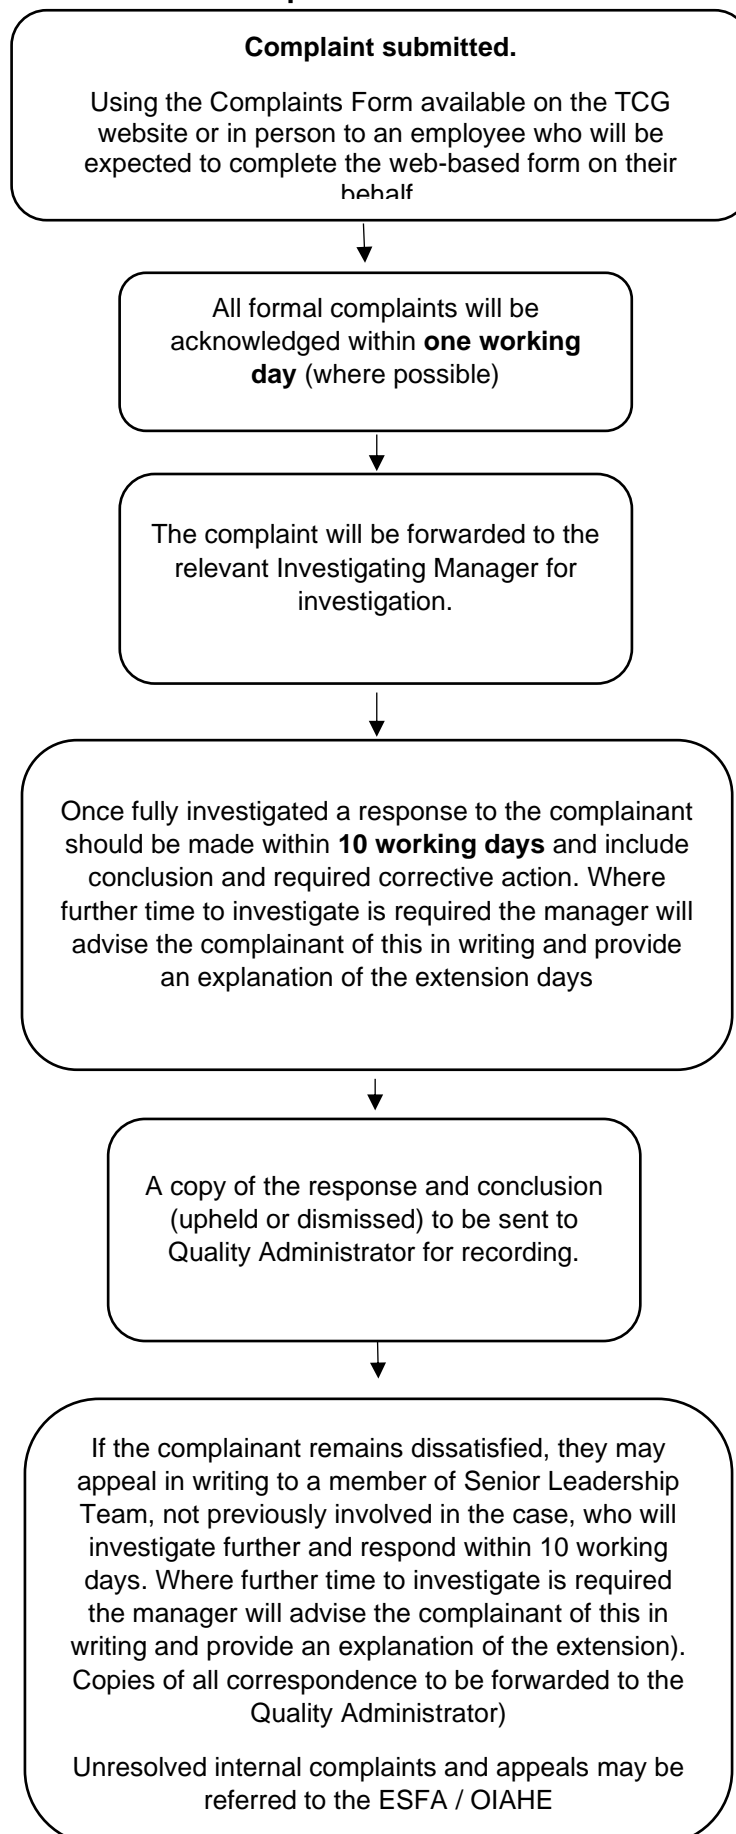 Complaint submitted.
Using the Complaints Form available on the TCG
website or in person to an employee who will be
expected to complete the web-based form on their
behalf
All formal complaints will be
acknowledged within one working
day (where possible)
The complaint will be forwarded to the
relevant Investigating Manager for
investigation.
Once fully investigated a response to the complainant
should be made within 10 working days and include
conclusion and required corrective action. Where
further time to investigate is required the manager will
advise the complainant of this in writing and provide
an explanation of the extension days
A copy of the response and conclusion
(upheld or dismissed) to be sent to
Quality Administrator for recording.
If the complainant remains dissatisfied, they may
appeal in writing to a member of Senior Leadership
Team, not previously involved in the case, who will
investigate further and respond within 10 working
days. Where further time to investigate is required
the manager will advise the complainant of this in
writing and provide an explanation of the extension).
Copies of all correspondence to be forwarded to the
Quality Administrator)
Unresolved internal complaints and appeals may be
referred to the ESFA / OIAHE